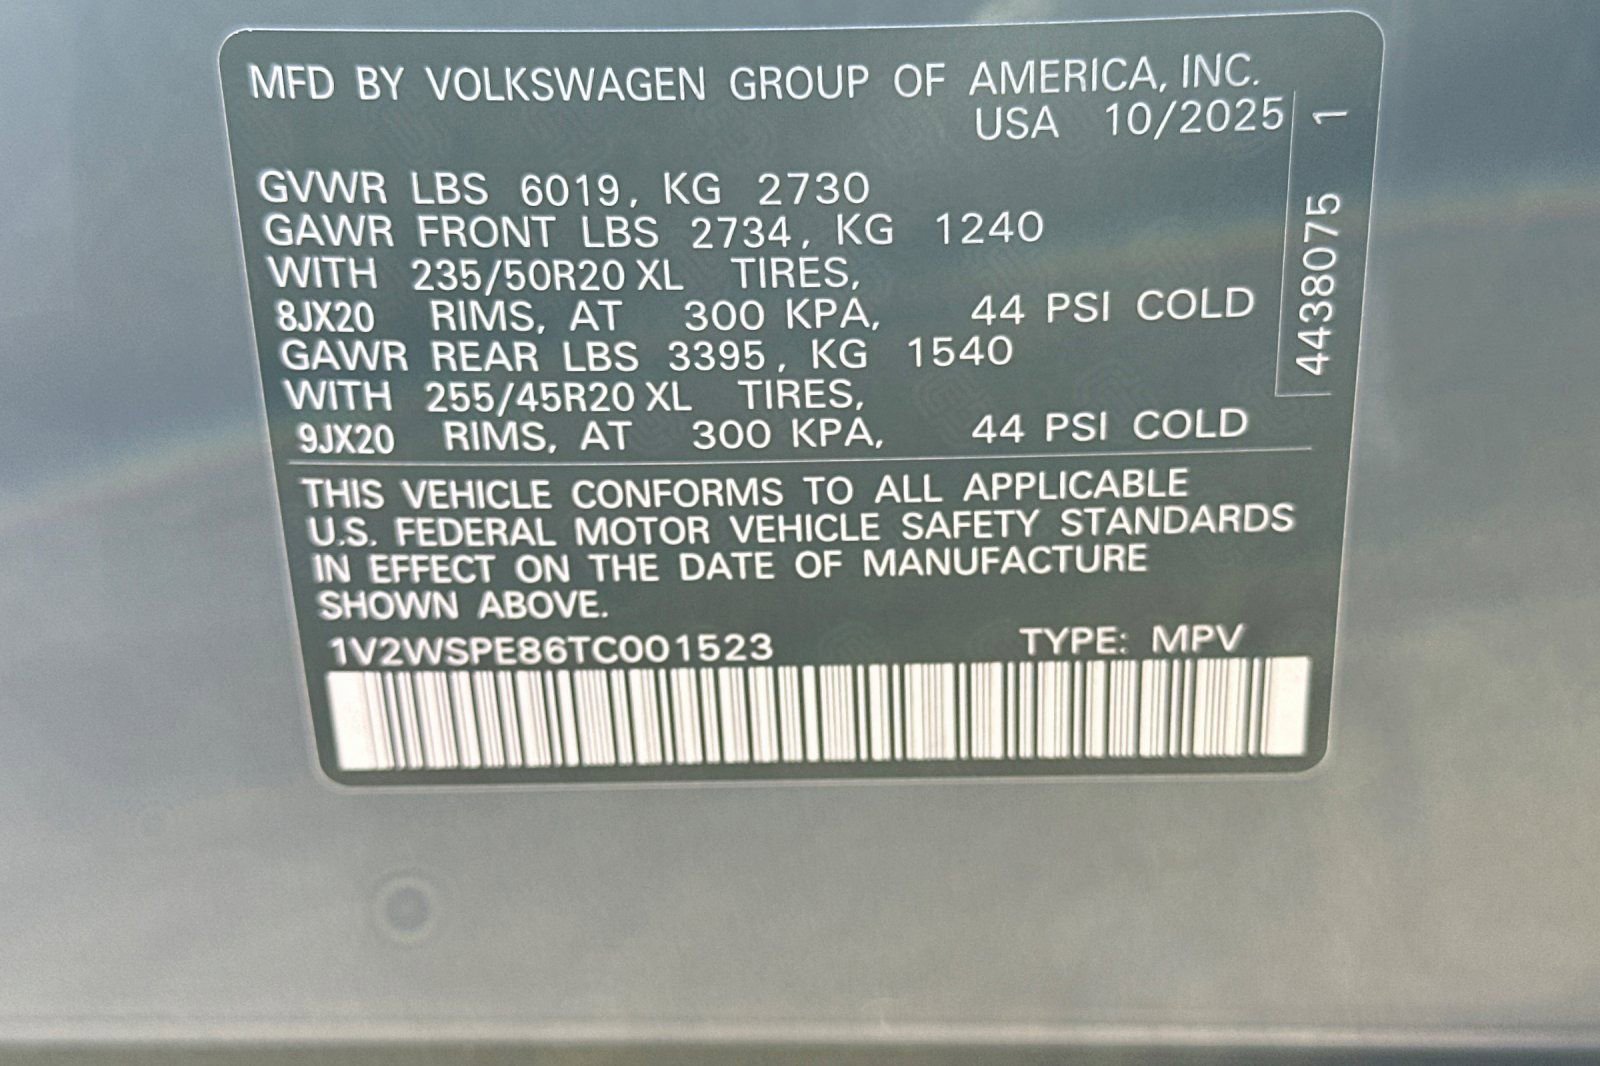 MFD BY VOLKSWAGEN GROUP OF AMERICA, INC.
USA 10/2025
GVWR LBS 6019, KG 2730
GAWR FRONT LBS 2734, KG 1240
WITH 235/50R20 XL TIRES,
8JX20 RIMS, AT 300 KPA, 44 PSI COLD
GAWR REAR LBS 3395, KG 1540
WITH 255/45R20 XL TIRES,
9JX20 RIMS, AT 300 KPA, 44 PSI COLD
THIS VEHICLE CONFORMS TO ALL APPLICABLE
U.S. FEDERAL MOTOR VEHICLE SAFETY STANDARDS
IN EFFECT ON THE DATE OF MANUFACTURE
SHOWN ABOVE.
1V2WSPE86TC001523 TYPE: MPV
4438075 1